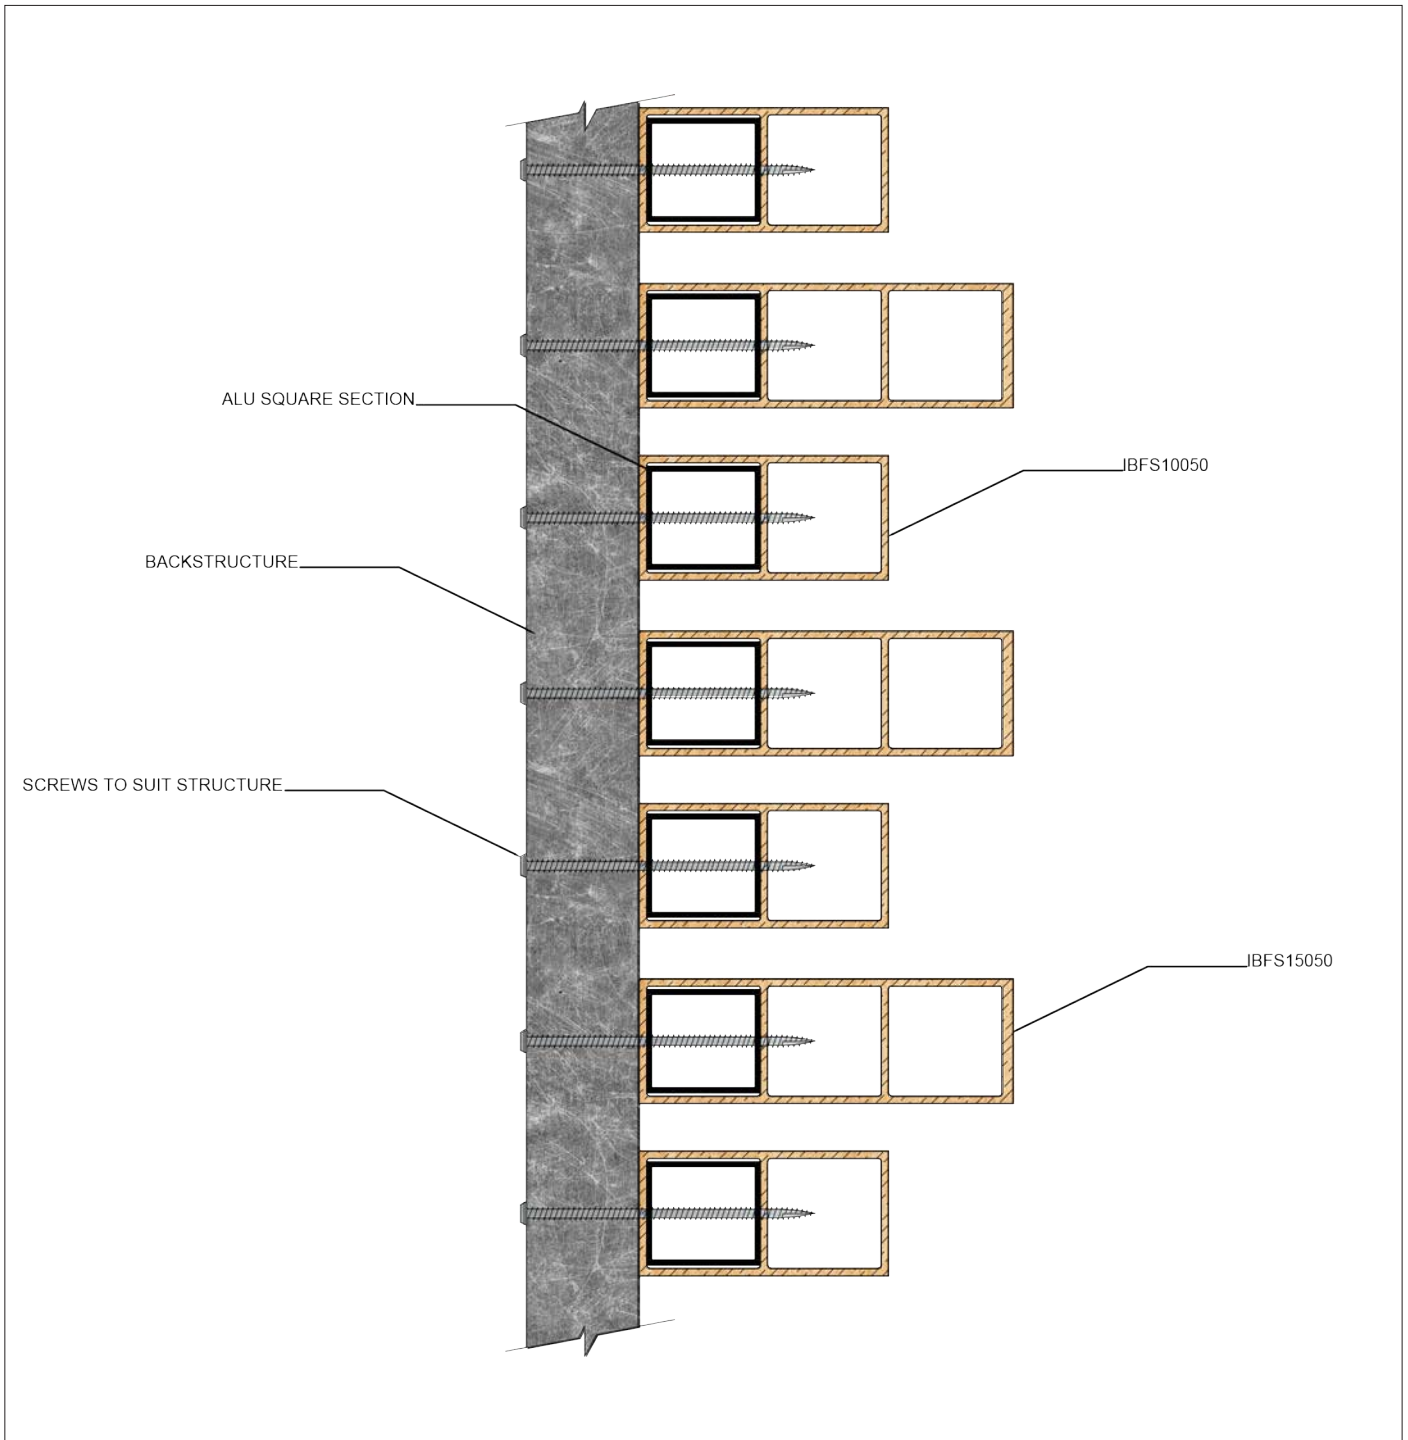 ALU SQUARE SECTION
IBFS10050
BACKSTRUCTURE
SCREWS TO SUIT STRUCTURE
IBFS15050